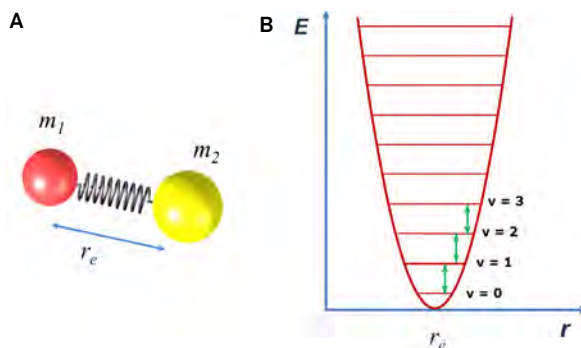 A
m1
m2
re
B
E
v = 3
v = 2
v = 1
v = 0
r
re